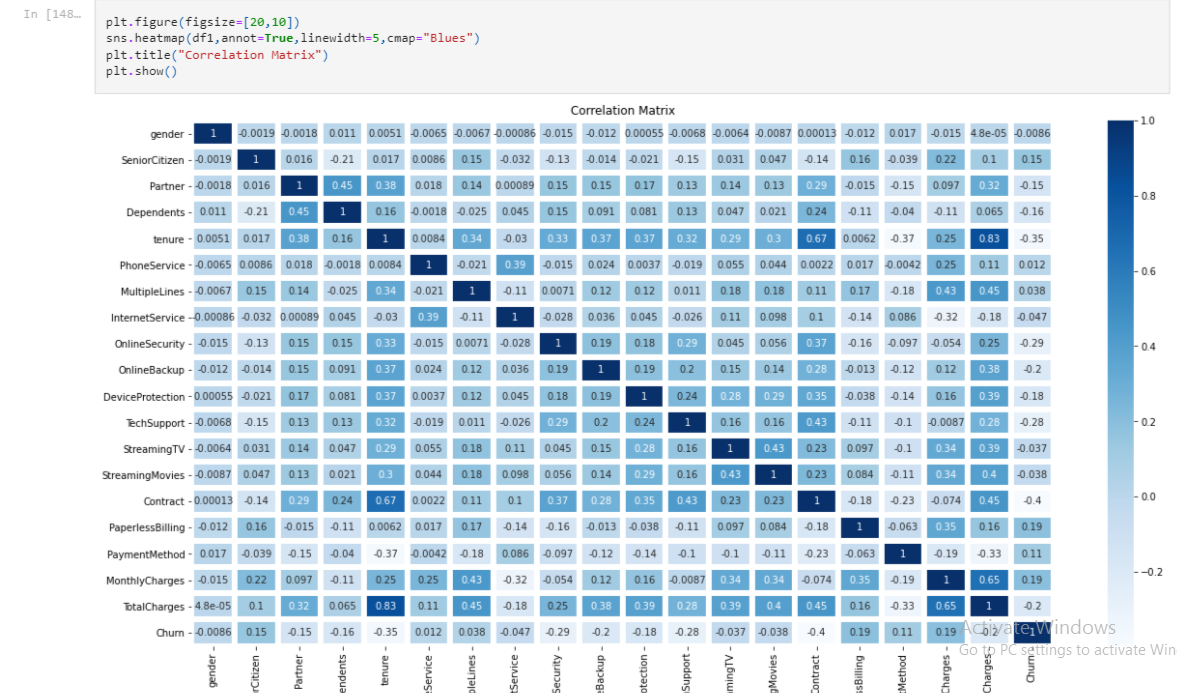 In [148…
plt.figure(figsize=[20,10])
sns.heatmap(df1,annot=True,linewidth=5,cmap="Blues")
plt.title("Correlation Matrix")
plt.show()
Correlation Matrix
gender 1 -0.0019 -0.0018 0.011 0.0051 -0.0065 -0.0067 -0.00086 -0.015 -0.012 0.00055 -0.0068 -0.0064 -0.0087 0.00013 -0.012 0.017 -0.015 4.8e-05 -0.0086
SeniorCitizen -0.0019 1 0.016 -0.21 0.017 0.0086 0.15 -0.032 -0.13 -0.014 -0.021 -0.15 0.031 0.047 -0.14 0.16 -0.039 0.22 0.1 0.15
Partner -0.0018 0.016 1 0.45 0.38 0.018 0.14 0.00089 0.15 0.15 0.17 0.13 0.14 0.13 0.29 -0.015 -0.15 0.097 0.32 -0.15
Dependents 0.011 -0.21 0.45 1 0.16 -0.0018 -0.025 0.045 0.15 0.091 0.081 0.13 0.047 0.021 0.24 -0.11 -0.04 -0.11 0.065 -0.16
tenure 0.0051 0.017 0.38 0.16 1 0.0084 0.34 -0.03 0.33 0.37 0.37 0.32 0.29 0.3 0.67 0.0062 -0.37 0.25 0.83 -0.35
PhoneService -0.0065 0.0086 0.018 -0.0018 0.0084 1 -0.021 0.39 -0.015 0.024 0.0037 -0.019 0.055 0.044 0.0022 0.017 -0.0042 0.25 0.11 0.012
MultipleLines -0.0067 0.15 0.14 -0.025 0.34 -0.021 1 -0.11 0.0071 0.12 0.12 0.011 0.18 0.18 0.11 0.17 -0.18 0.43 0.45 0.038
InternetService -0.00086 -0.032 0.00089 0.045 -0.03 0.39 -0.11 1 -0.028 0.036 0.045 -0.026 0.11 0.098 0.1 -0.14 0.086 -0.32 -0.18 -0.047
OnlineSecurity -0.015 -0.13 0.15 0.15 0.33 -0.015 0.0071 -0.028 1 0.19 0.18 0.29 0.045 0.056 0.37 -0.16 -0.097 -0.054 0.25 -0.29
OnlineBackup -0.012 -0.014 0.15 0.091 0.37 0.024 0.12 0.036 0.19 1 0.19 0.2 0.15 0.14 0.28 -0.013 -0.12 0.12 0.38 -0.2
DeviceProtection 0.00055 -0.021 0.17 0.081 0.37 0.0037 0.12 0.045 0.18 0.19 1 0.24 0.28 0.29 0.35 -0.038 -0.14 0.16 0.39 -0.18
TechSupport -0.0068 -0.15 0.13 0.13 0.32 -0.019 0.011 -0.026 0.29 0.2 0.24 1 0.16 0.16 0.43 -0.11 -0.1 -0.0087 0.28 -0.28
StreamingTV -0.0064 0.031 0.14 0.047 0.29 0.055 0.18 0.11 0.045 0.15 0.28 0.16 1 0.43 0.23 0.097 -0.1 0.34 0.39 -0.037
StreamingMovies -0.0087 0.047 0.13 0.021 0.3 0.044 0.18 0.098 0.056 0.14 0.29 0.16 0.43 1 0.23 0.084 -0.11 0.34 0.4 -0.038
Contract 0.00013 -0.14 0.29 0.24 0.67 0.0022 0.11 0.1 0.37 0.28 0.35 0.43 0.23 0.23 1 -0.18 -0.23 -0.074 0.45 -0.4
PaperlessBilling -0.012 0.16 -0.015 -0.11 0.0062 0.017 0.17 -0.14 -0.16 -0.013 -0.038 -0.11 0.097 0.084 -0.18 1 -0.063 0.35 0.16 0.19
PaymentMethod 0.017 -0.039 -0.15 -0.04 -0.37 -0.0042 -0.18 0.086 -0.097 -0.12 -0.14 -0.1 -0.1 -0.11 -0.23 -0.063 1 -0.19 -0.33 0.11
MonthlyCharges -0.015 0.22 0.097 -0.11 0.25 0.25 0.43 -0.32 -0.054 0.12 0.16 -0.0087 0.34 0.34 -0.074 0.35 -0.19 1 0.65 0.19
TotalCharges 4.8e-05 0.1 0.32 0.065 0.83 0.11 0.45 -0.18 0.25 0.38 0.39 0.28 0.39 0.4 0.45 0.16 -0.33 0.65 1 -0.2
Churn -0.0086 0.15 -0.15 -0.16 -0.35 0.012 0.038 -0.047 -0.29 -0.2 -0.18 -0.28 -0.037 -0.038 -0.4 0.19 0.11 0.19 -0.2 1
gender rCitizen Partner endents tenure eService leLines tService Security eBackup otection Support mingTV gMovies ontract ssBilling tMethod Charges Charges Churn
1.0
0.8
0.6
0.4
0.2
0.0
-0.2
Activate Windows
Go to PC settings to activate Win